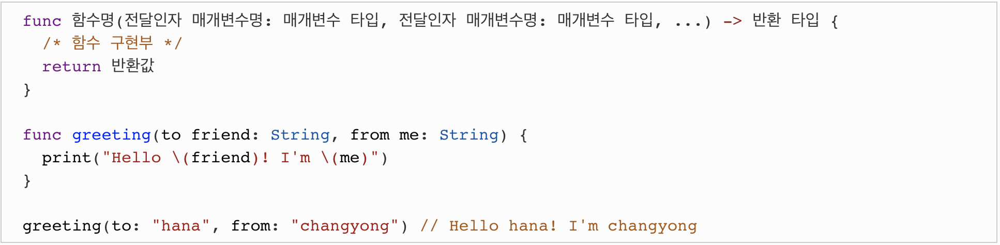 func 함수명(전달인자 매개변수명: 매개변수 타입, 전달인자 매개변수명: 매개변수 타입, ...) -> 반환 타입 {
  /* 함수 구현부 */
  return 반환값
}

func greeting(to friend: String, from me: String) {
  print("Hello \(friend)! I'm \(me)")
}

greeting(to: "hana", from: "changyong") // Hello hana! I'm changyong